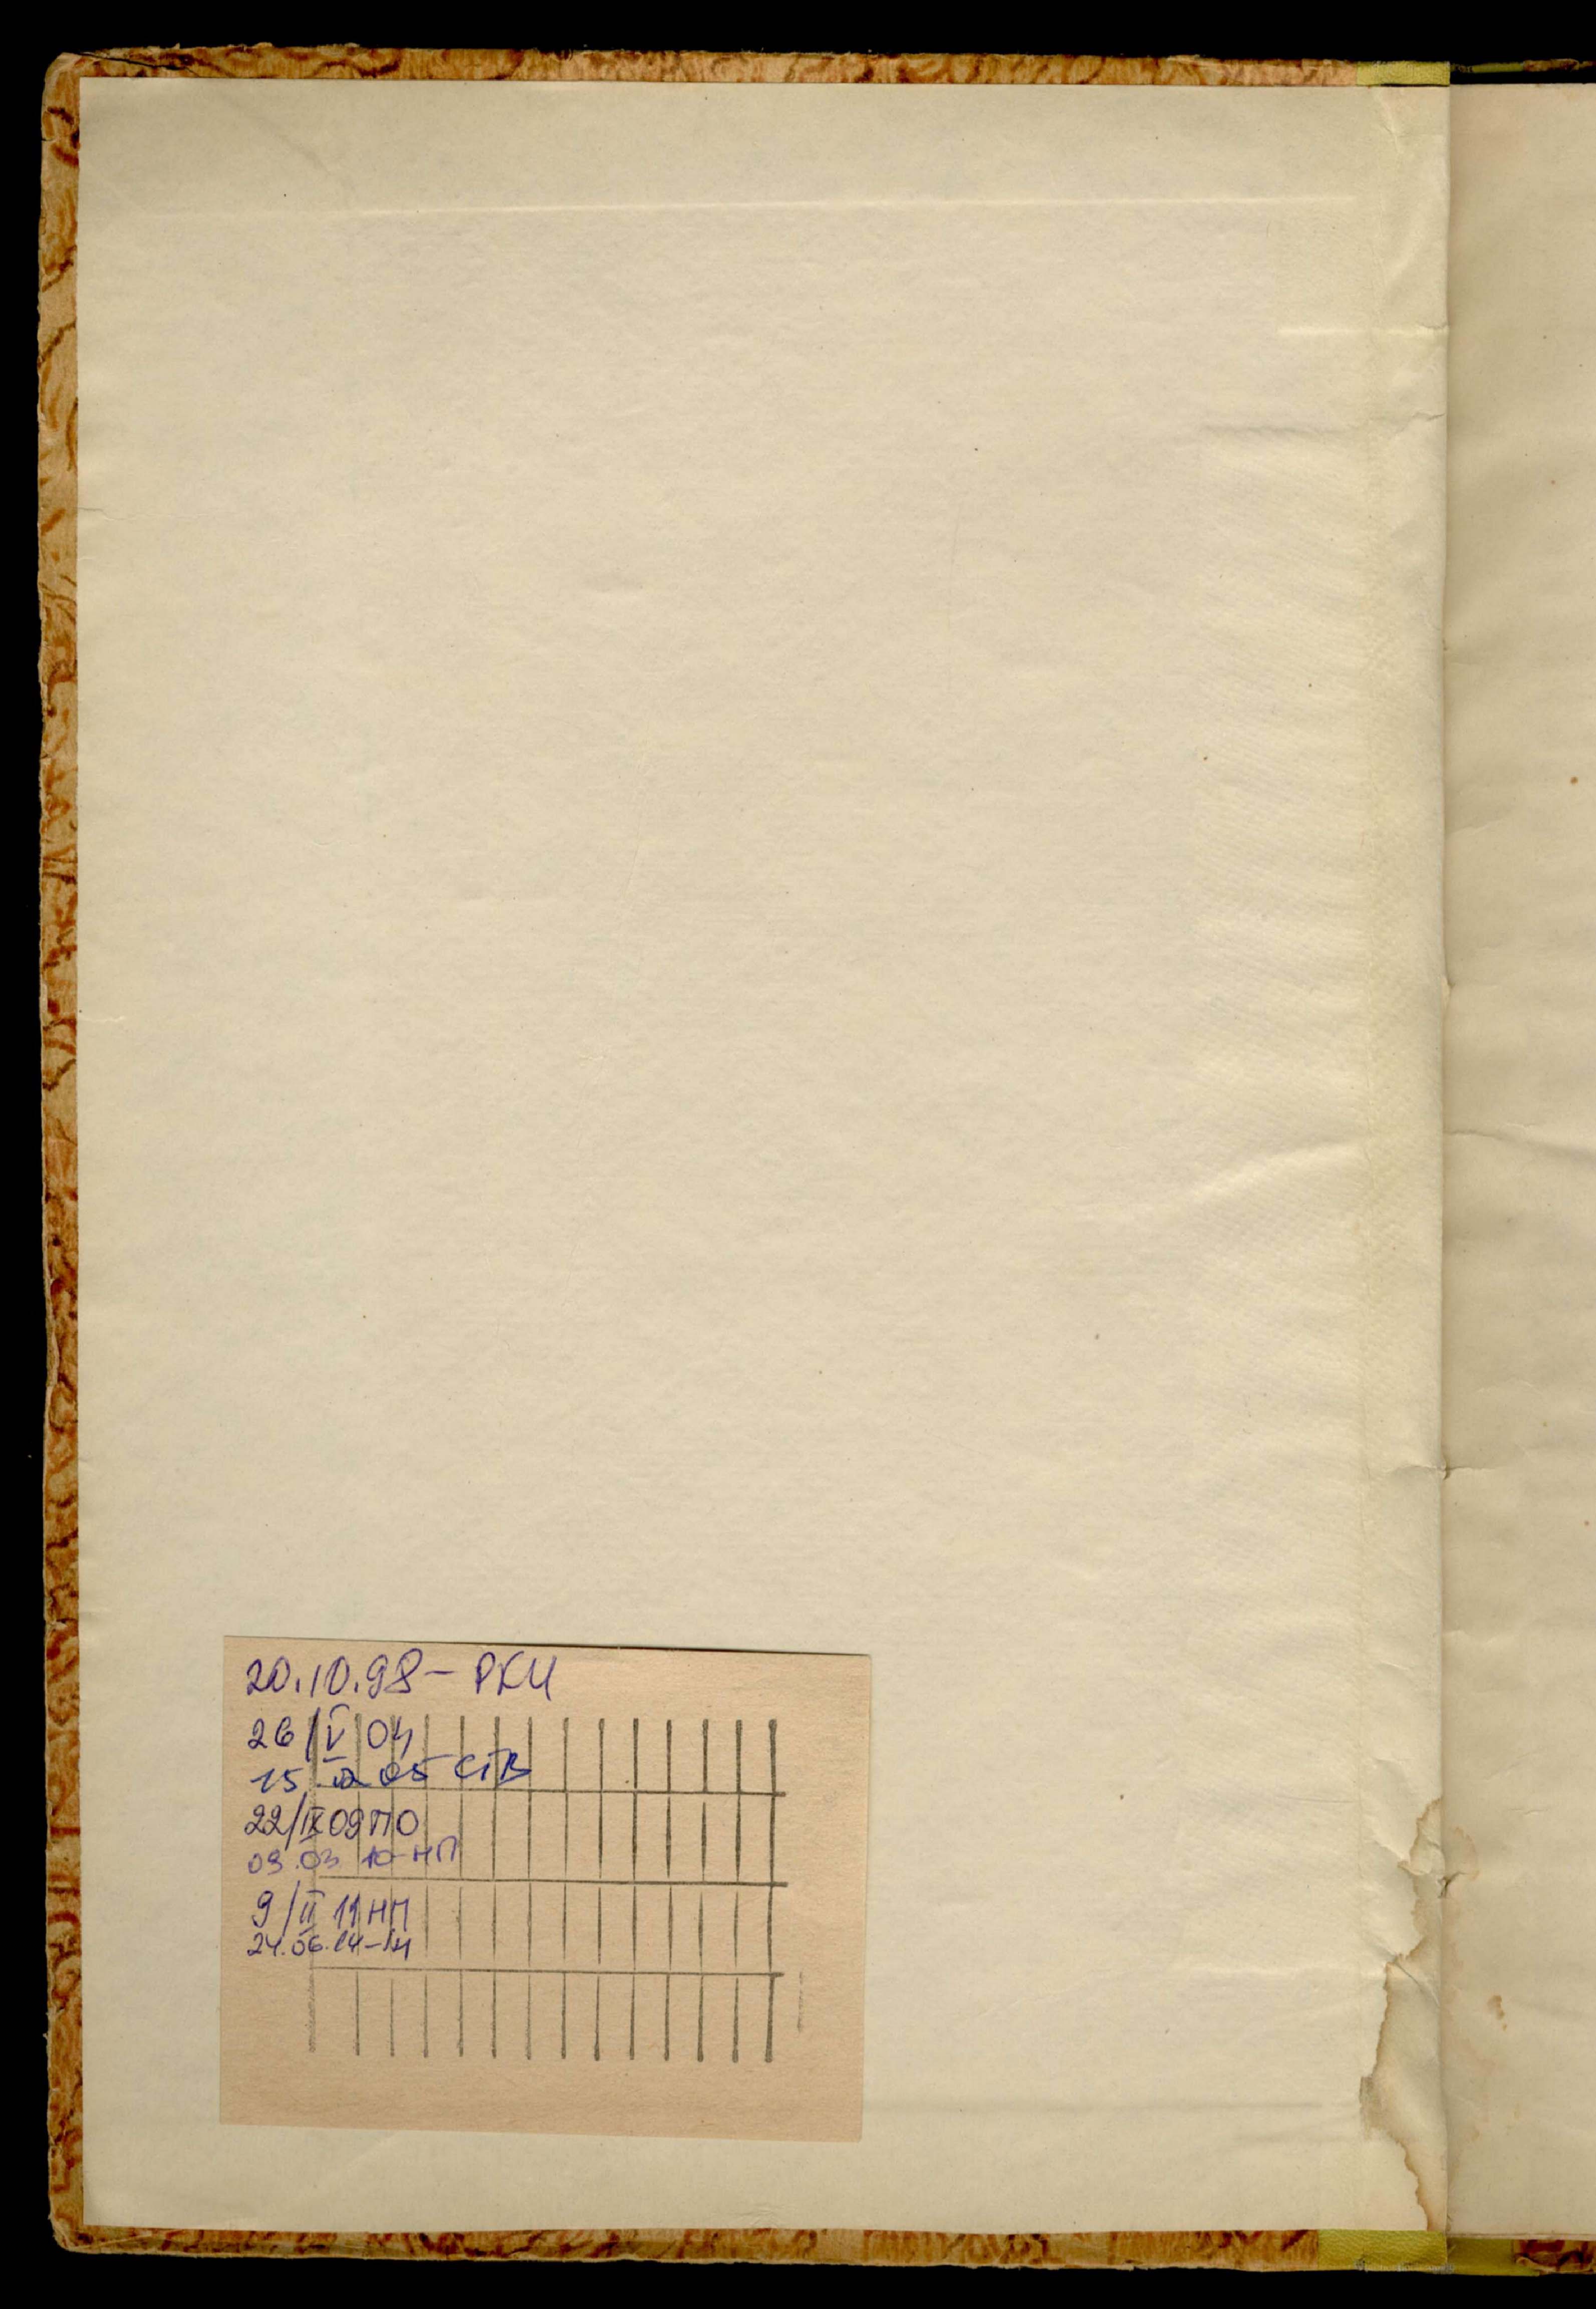 20.10.98 – РКИ
26/V 04
15 05 СТВ
22/IX 09 ПО
09.03 10-НП
9/II 11 НП
24.06.14-